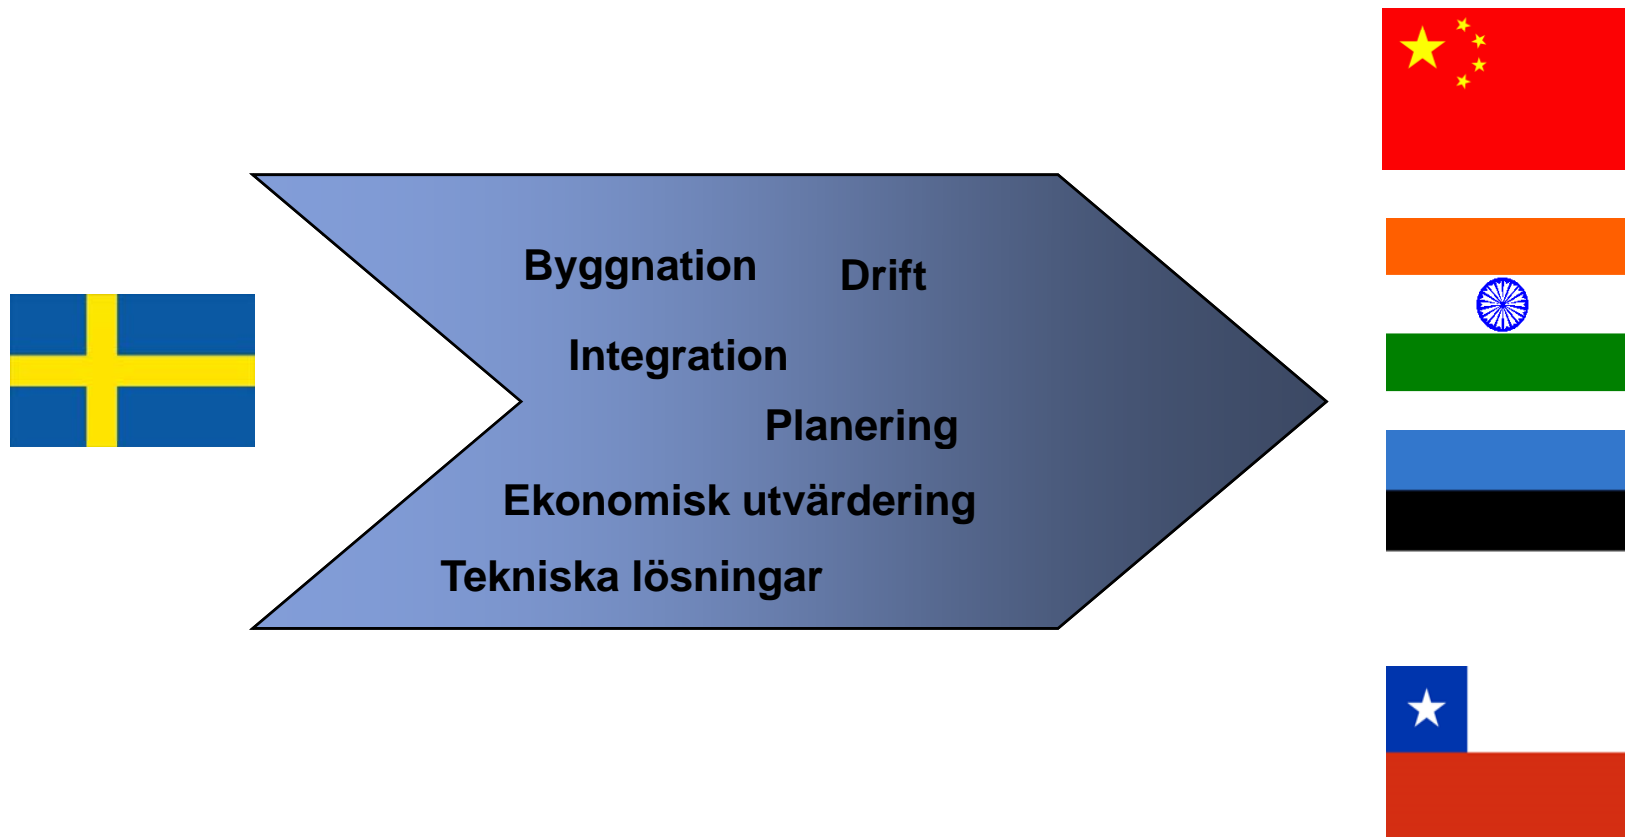 Byggnation
Drift
Integration
Planering
Ekonomisk utvärdering
Tekniska lösningar